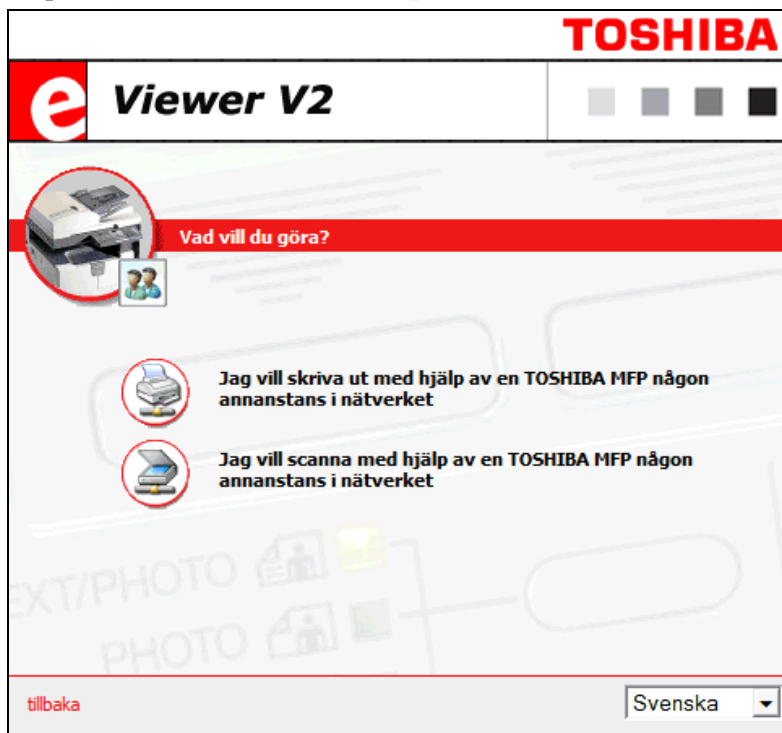 TOSHIBA
e Viewer V2
Vad vill du göra?
Jag vill skriva ut med hjälp av en TOSHIBA MFP någon
annanstans i nätverket
Jag vill scanna med hjälp av en TOSHIBA MFP någon
annanstans i nätverket
EXT/PHOTO
PHOTO
tillbaka
Svenska